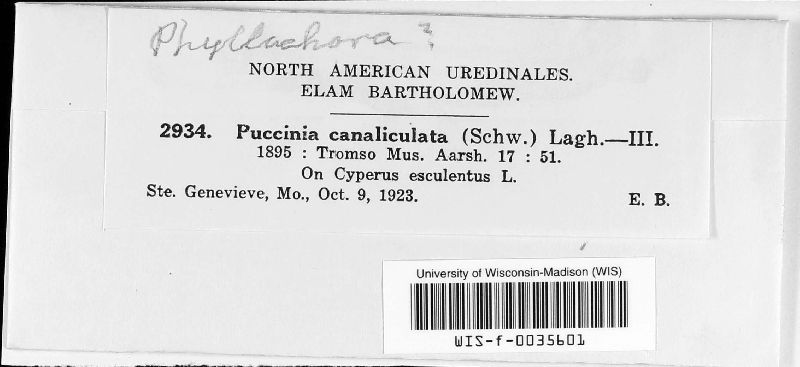 Phyllachora?
NORTH AMERICAN UREDINALES.
ELAM BARTHOLOMEW.
2934. Puccinia canaliculata (Schw.) Lagh.—III.
1895 : Tromso Mus. Aarsh. 17 : 51.
On Cyperus esculentus L.
Ste. Genevieve, Mo., Oct. 9, 1923. E. B.
University of Wisconsin-Madison (WIS)
WIS-f-0035601